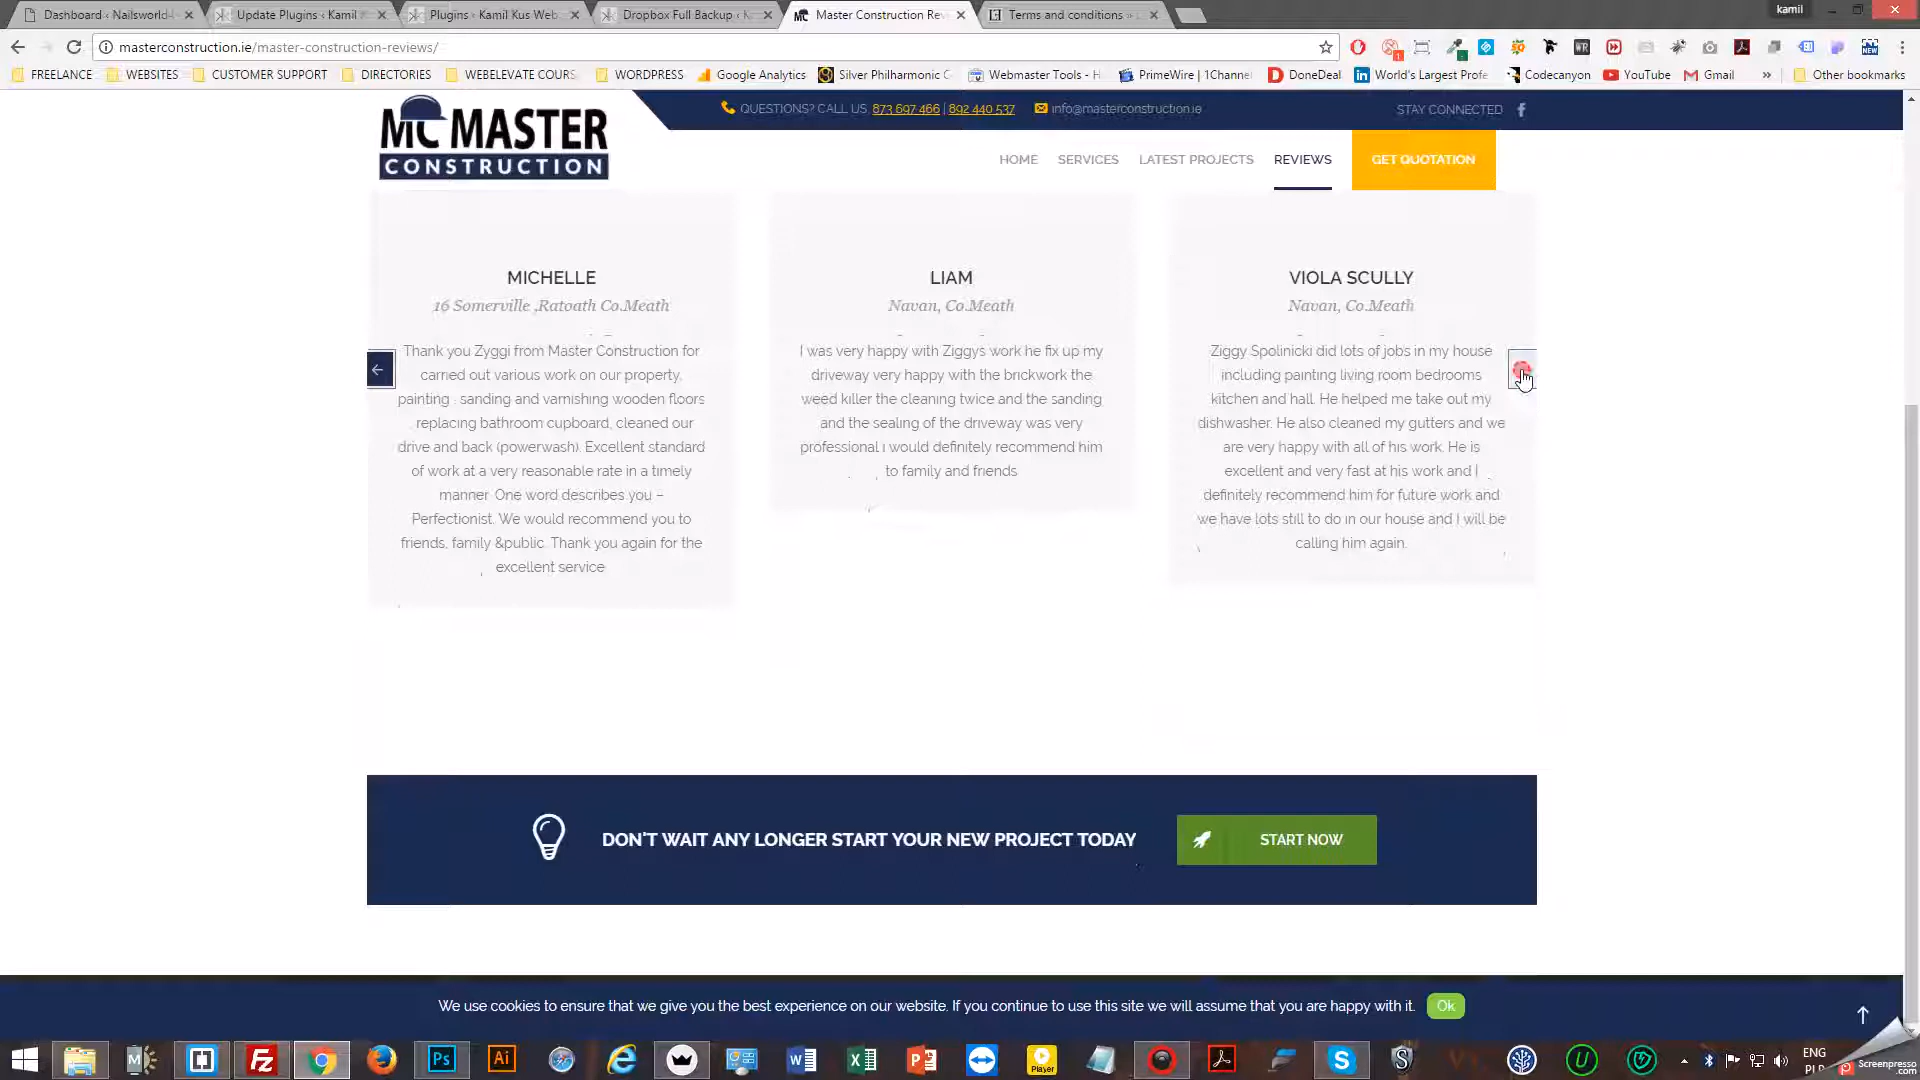 Dashboard ‹ Nailsworld-
Update Plugins ‹ Kamil
Plugins ‹ Kamil Kus Web
Dropbox Full Backup ‹
Master Construction Rev
Terms and conditions »
kamil
masterconstruction.ie/master-construction-reviews/
FREELANCE
WEBSITES
CUSTOMER SUPPORT
DIRECTORIES
WEBELEVATE COURS
WORDPRESS
Google Analytics
Silver Philharmonic C
Webmaster Tools - H
PrimeWire | 1Channel
DoneDeal
World's Largest Profe
Codecanyon
YouTube
Gmail
»
Other bookmarks
MC MASTER
CONSTRUCTION
QUESTIONS? CALL US: 873 697 466 | 892 440 537
info@masterconstruction.ie
STAY CONNECTED
HOME
SERVICES
LATEST PROJECTS
REVIEWS
GET QUOTATION
MICHELLE
16 Somerville ,Ratoath Co.Meath
Thank you Zyggi from Master Construction for
carried out various work on our property,
painting , sanding and varnishing wooden floors
replacing bathroom cupboard, cleaned our
drive and back (powerwash). Excellent standard
of work at a very reasonable rate in a timely
manner. One word describes you –
Perfectionist. We would recommend you to
friends, family &public. Thank you again for the
excellent service
LIAM
Navan, Co.Meath
I was very happy with Ziggy's work he fix up my
driveway very happy with the brickwork the
weed killer the cleaning twice and the sanding
and the sealing of the driveway was very
professional i would definitely recommend him
to family and friends
VIOLA SCULLY
Navan, Co.Meath
Ziggy Spolinicki did lots of jobs in my house
including painting living room bedrooms
kitchen and hall. He helped me take out my
dishwasher. He also cleaned my gutters and we
are very happy with all of his work. He is
excellent and very fast at his work and I
definitely recommend him for future work and
we have lots still to do in our house and I will be
calling him again.
DON'T WAIT ANY LONGER START YOUR NEW PROJECT TODAY
START NOW
We use cookies to ensure that we give you the best experience on our website. If you continue to use this site we will assume that you are happy with it.
Ok
ENG
Screenpresso
.com